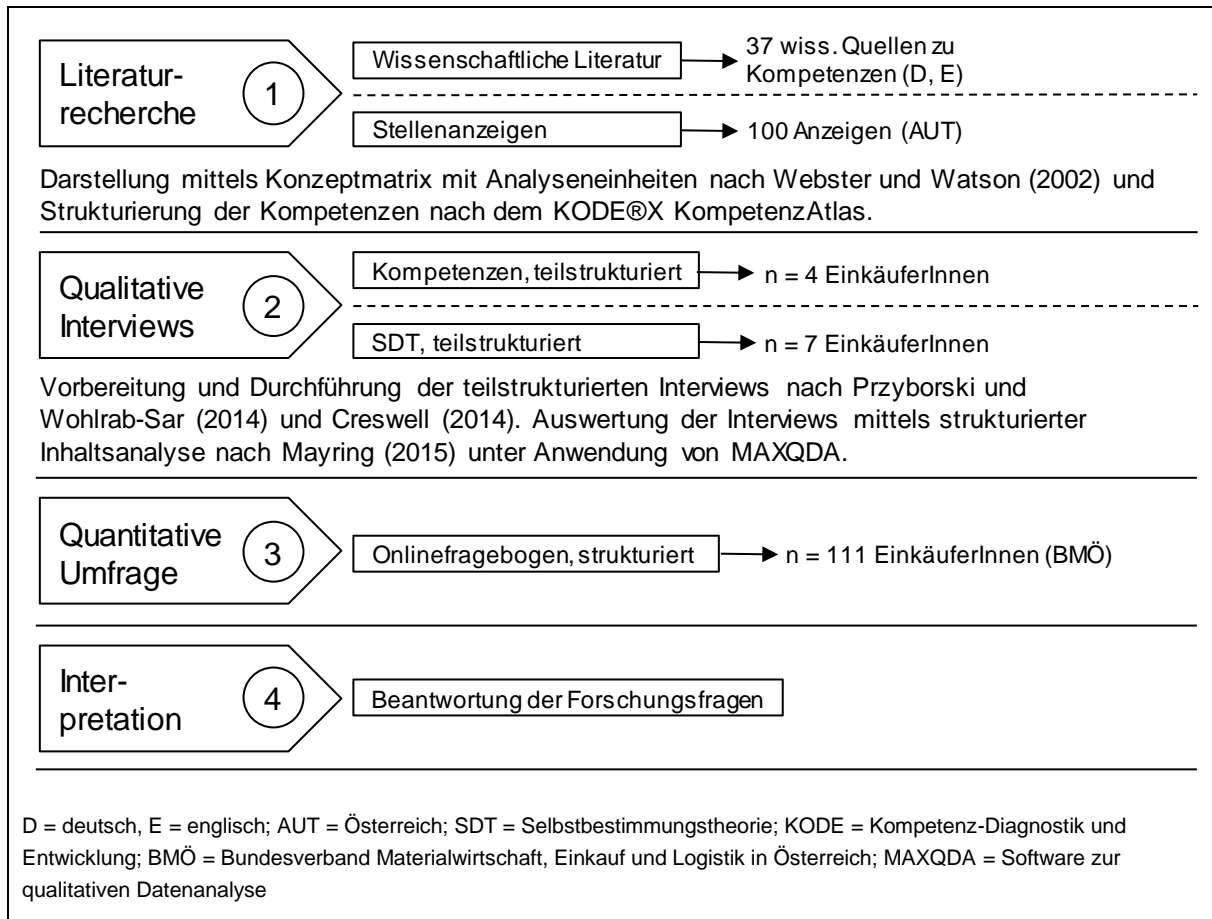 Literatur-
recherche
1
Wissenschaftliche Literatur
37 wiss. Quellen zu
Kompetenzen (D, E)
Stellenanzeigen
100 Anzeigen (AUT)
Darstellung mittels Konzeptmatrix mit Analyseneinheiten nach Webster und Watson (2002) und
Strukturierung der Kompetenzen nach dem KODE®X KompetenzAtlas.
Qualitative
Interviews
2
Kompetenzen, teilstrukturiert
n = 4 EinkäuferInnen
SDT, teilstrukturiert
n = 7 EinkäuferInnen
Vorbereitung und Durchführung der teilstrukturierten Interviews nach Przyborski und
Wohlrab-Sar (2014) und Creswell (2014). Auswertung der Interviews mittels strukturierter
Inhaltsanalyse nach Mayring (2015) unter Anwendung von MAXQDA.
Quantitative
Umfrage
3
Onlinefragebogen, strukturiert
n = 111 EinkäuferInnen (BMÖ)
Inter-
pretation
4
Beantwortung der Forschungsfragen
D = deutsch, E = englisch; AUT = Österreich; SDT = Selbstbestimmungstheorie; KODE = Kompetenz-Diagnostik und
Entwicklung; BMÖ = Bundesverband Materialwirtschaft, Einkauf und Logistik in Österreich; MAXQDA = Software zur
qualitativen Datenanalyse